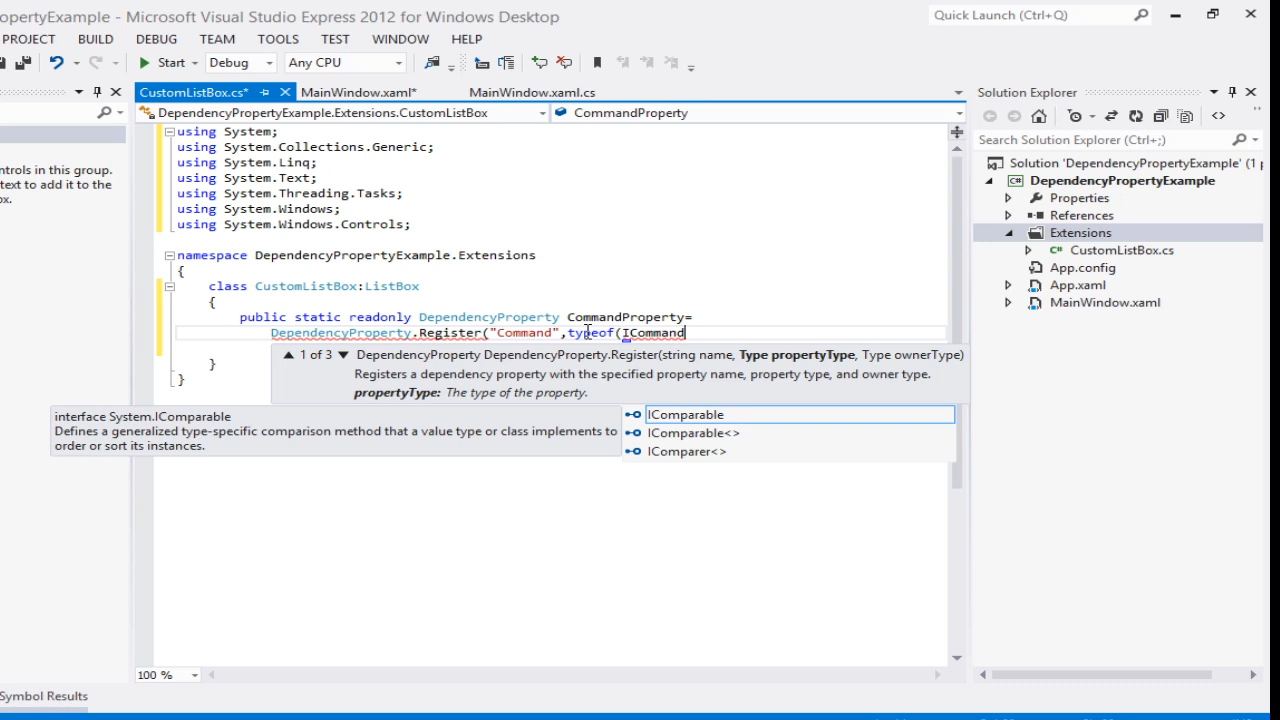 opertyExample - Microsoft Visual Studio Express 2012 for Windows Desktop
Quick Launch (Ctrl+Q)
PROJECT BUILD DEBUG TEAM TOOLS TEST WINDOW HELP
Start Debug Any CPU
CustomListBox.cs* MainWindow.xaml* MainWindow.xaml.cs
DependencyPropertyExample.Extensions.CustomListBox CommandProperty
ntrols in this group.
text to add it to the
ox.
using System;
using System.Collections.Generic;
using System.Linq;
using System.Text;
using System.Threading.Tasks;
using System.Windows;
using System.Windows.Controls;
namespace DependencyPropertyExample.Extensions
{
class CustomListBox:ListBox
{
public static readonly DependencyProperty CommandProperty=
DependencyProperty.Register("Command",typeof(ICommand
}
}
1 of 3 DependencyProperty DependencyProperty.Register(string name, Type propertyType, Type ownerType)
Registers a dependency property with the specified property name, property type, and owner type.
propertyType: The type of the property.
interface System.IComparable
Defines a generalized type-specific comparison method that a value type or class implements to
order or sort its instances.
IComparable
IComparable<>
IComparer<>
100 %
Symbol Results
Solution Explorer
Search Solution Explorer (Ctrl+;)
Solution 'DependencyPropertyExample' (1 p
DependencyPropertyExample
Properties
References
Extensions
CustomListBox.cs
App.config
App.xaml
MainWindow.xaml